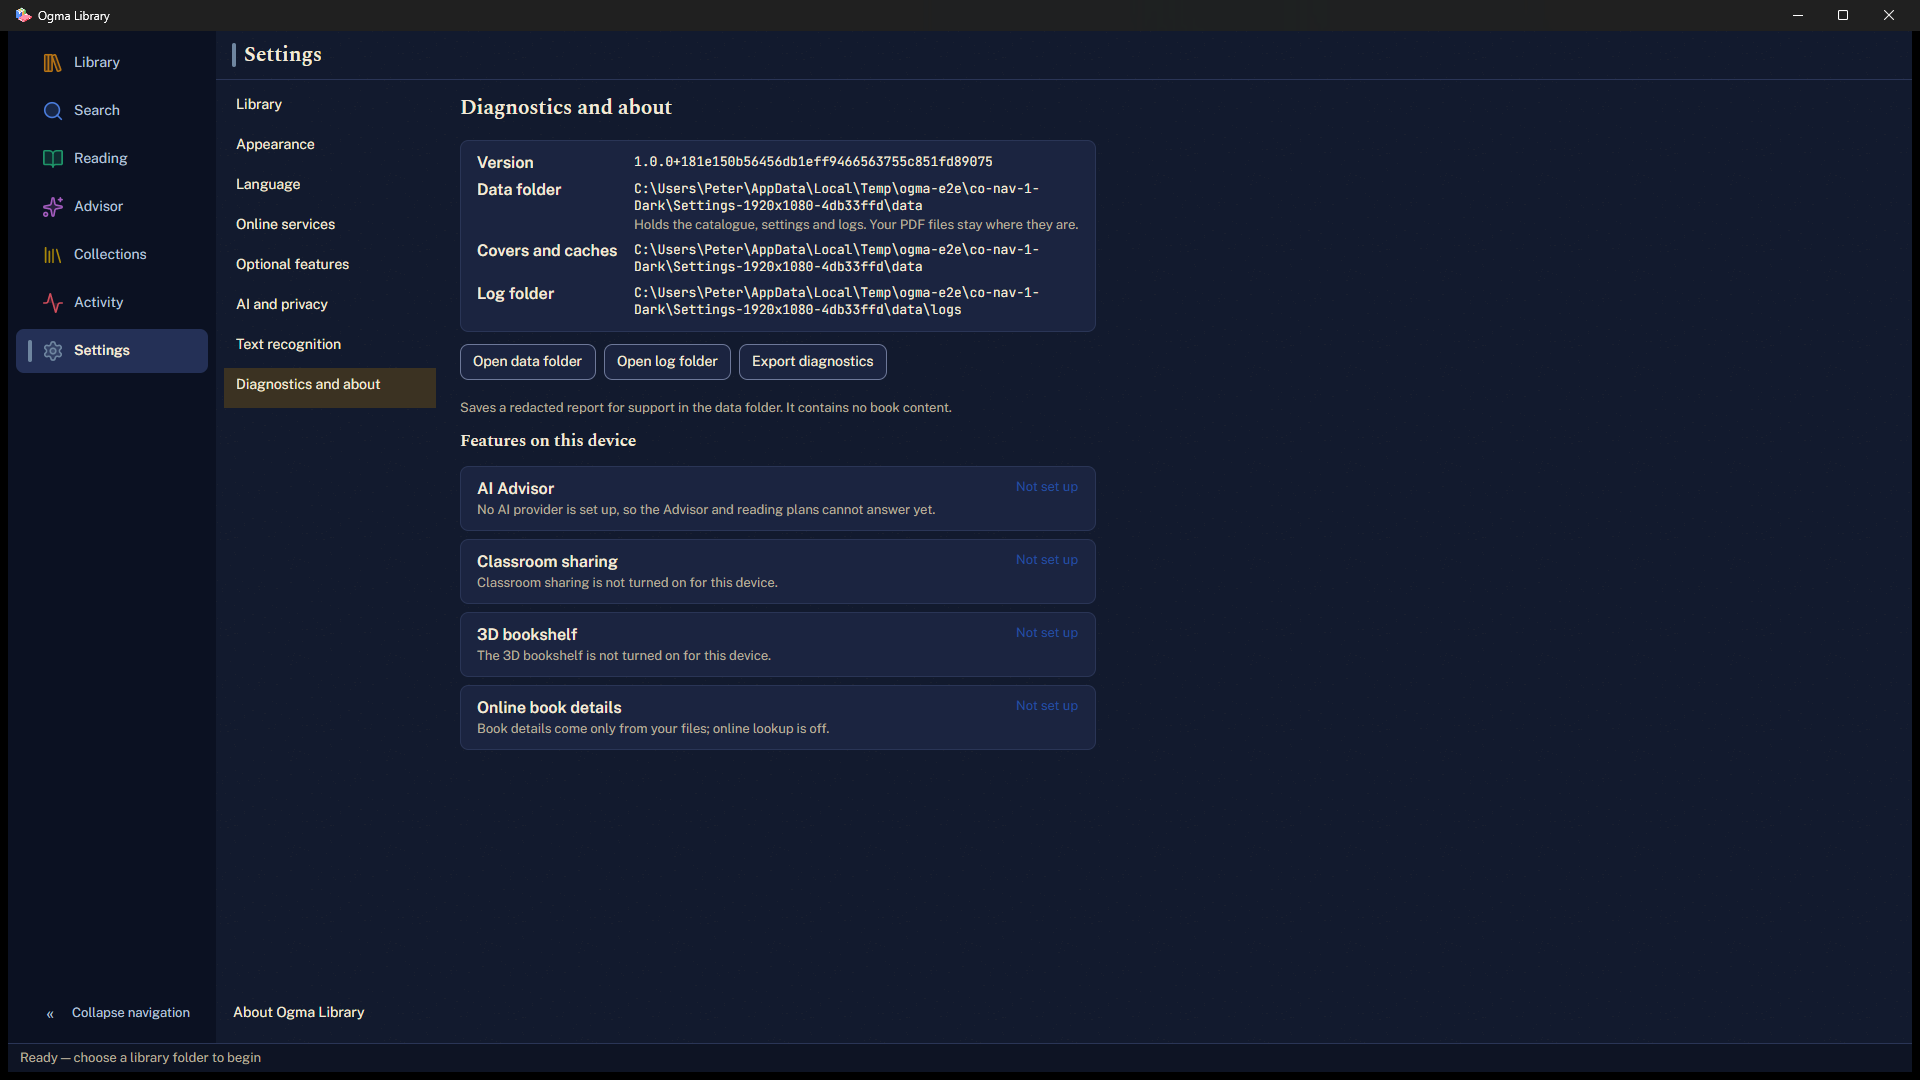 Ogma Library
Library
Search
Reading
Advisor
Collections
Activity
Settings
« Collapse navigation
Settings
Library
Appearance
Language
Online services
Optional features
AI and privacy
Text recognition
Diagnostics and about
About Ogma Library
Diagnostics and about
Version 1.0.0+181e150b56456db1eff9466563755c851fd89075
Data folder C:\Users\Peter\AppData\Local\Temp\ogma-e2e\co-nav-1-
Dark\Settings-1920x1080-4db33ffd\data
Holds the catalogue, settings and logs. Your PDF files stay where they are.
Covers and caches C:\Users\Peter\AppData\Local\Temp\ogma-e2e\co-nav-1-
Dark\Settings-1920x1080-4db33ffd\data
Log folder C:\Users\Peter\AppData\Local\Temp\ogma-e2e\co-nav-1-
Dark\Settings-1920x1080-4db33ffd\data\logs
Open data folder Open log folder Export diagnostics
Saves a redacted report for support in the data folder. It contains no book content.
Features on this device
AI Advisor Not set up
No AI provider is set up, so the Advisor and reading plans cannot answer yet.
Classroom sharing Not set up
Classroom sharing is not turned on for this device.
3D bookshelf Not set up
The 3D bookshelf is not turned on for this device.
Online book details Not set up
Book details come only from your files; online lookup is off.
Ready — choose a library folder to begin